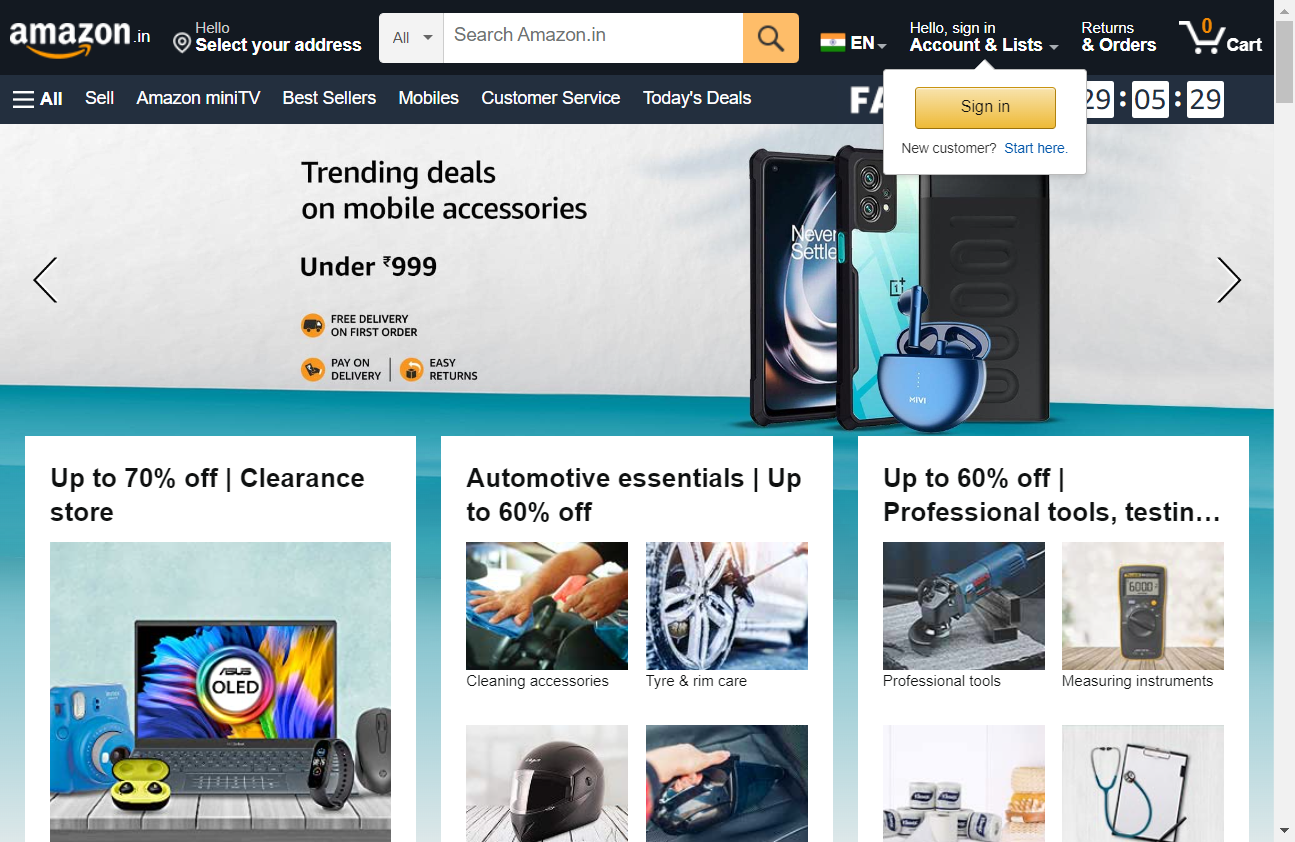 amazon.in
Hello
Select your address
All
Search Amazon.in
EN
Hello, sign in
Account & Lists
Returns
& Orders
0
Cart
All
Sell
Amazon miniTV
Best Sellers
Mobiles
Customer Service
Today's Deals
29 : 05 : 29
Sign in
New customer? Start here.
Trending deals
on mobile accessories
Under ₹999
FREE DELIVERY
ON FIRST ORDER
PAY ON
DELIVERY
EASY
RETURNS
Never
Settle
1+
MIVI
Up to 70% off | Clearance
store
ASUS
OLED
Automotive essentials | Up
to 60% off
Cleaning accessories
Tyre & rim care
Up to 60% off |
Professional tools, testin…
6000
Professional tools
Measuring instruments